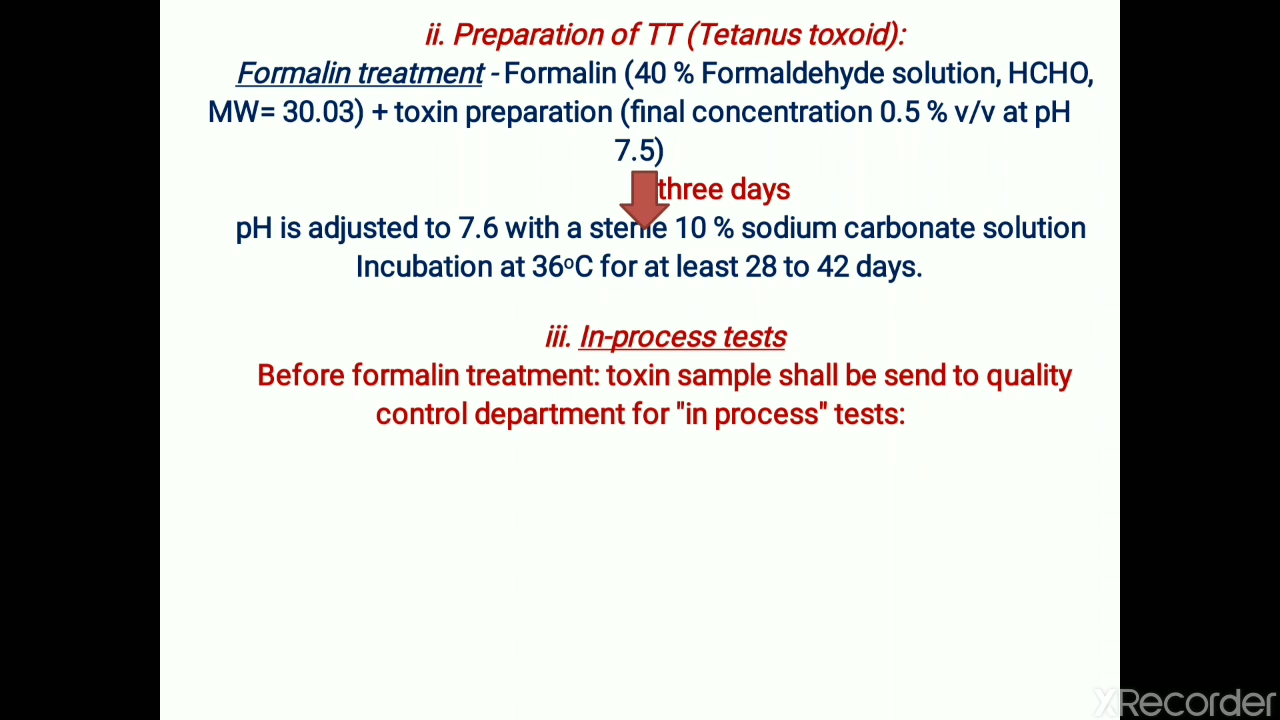 ii. Preparation of TT (Tetanus toxoid):
Formalin treatment - Formalin (40 % Formaldehyde solution, HCHO,
MW= 30.03) + toxin preparation (final concentration 0.5 % v/v at pH
7.5)
three days
pH is adjusted to 7.6 with a sterile 10 % sodium carbonate solution
Incubation at 36ºC for at least 28 to 42 days.
iii. In-process tests
Before formalin treatment: toxin sample shall be send to quality
control department for "in process" tests:
XRecorder